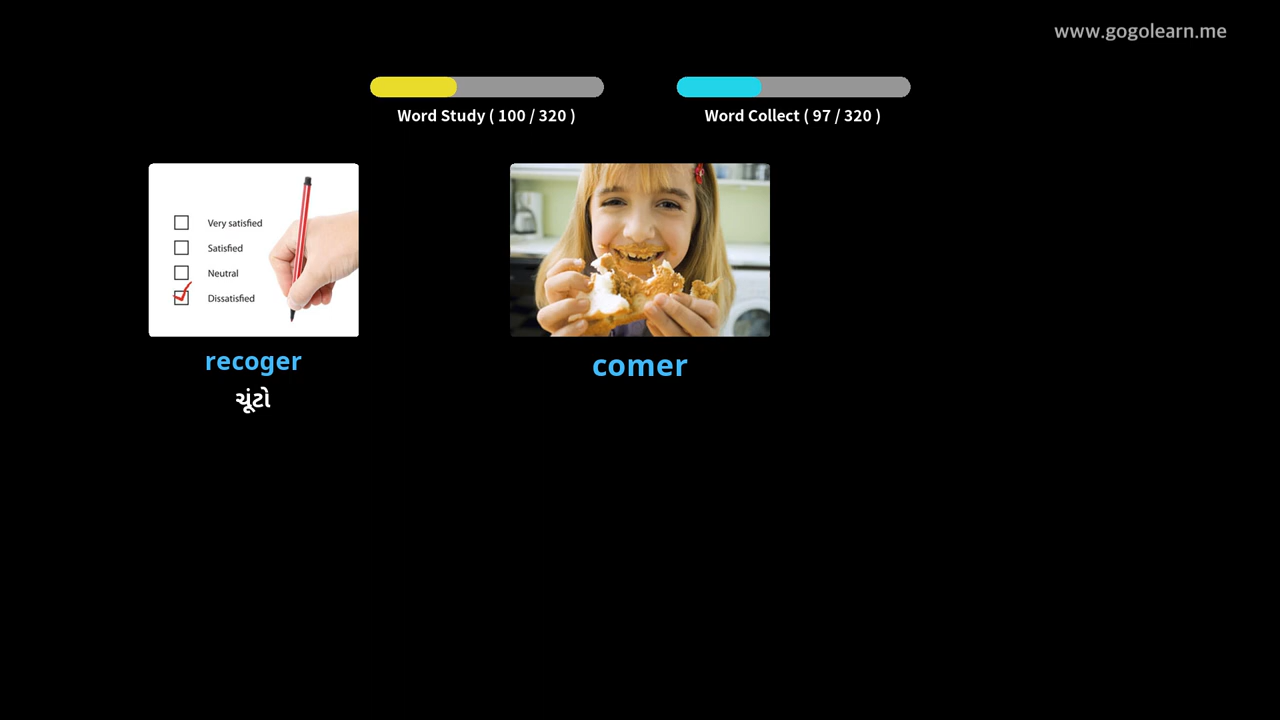 www.gogolearn.me
Word Study ( 100 / 320 )
Word Collect ( 97 / 320 )
Very satisfied
Satisfied
Neutral
Dissatisfied
recoger
ચૂંટો
comer